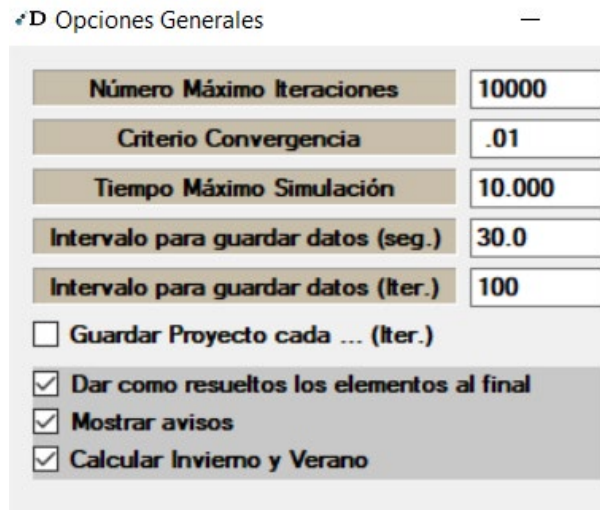 D Opciones Generales
Número Máximo Iteraciones 10000
Criterio Convergencia .01
Tiempo Máximo Simulación 10.000
Intervalo para guardar datos (seg.) 30.0
Intervalo para guardar datos (Iter.) 100
Guardar Proyecto cada ... (Iter.)
Dar como resueltos los elementos al final
Mostrar avisos
Calcular Invierno y Verano